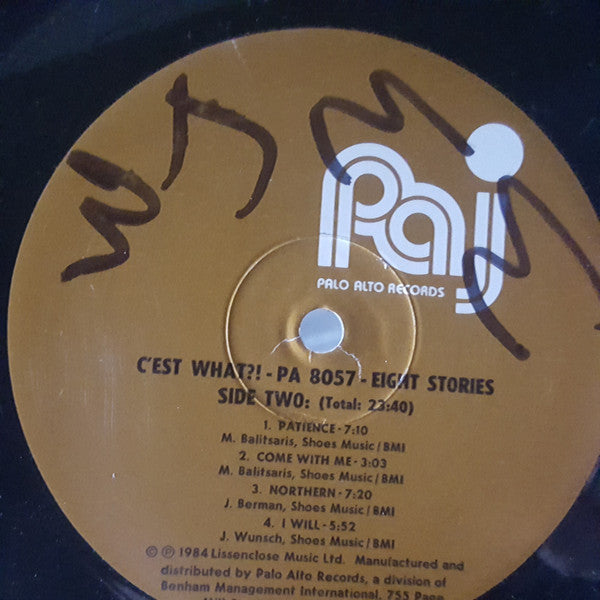 WJMM
Paj
PALO ALTO RECORDS
C'EST WHAT?! - PA 8057 - EIGHT STORIES
SIDE TWO: (Total: 23:40)
1. PATIENCE - 7:10
M. Balitsaris, Shoes Music/BMI
2. COME WITH ME - 3:03
M. Balitsaris, Shoes Music/BMI
3. NORTHERN - 7:20
J. Berman, Shoes Music/BMI
4. I WILL - 5:52
J. Wunsch, Shoes Music/BMI
© ℗ 1984 Lissenclose Music Ltd. Manufactured and
distributed by Palo Alto Records, a division of
Benham Management International, 755 Page